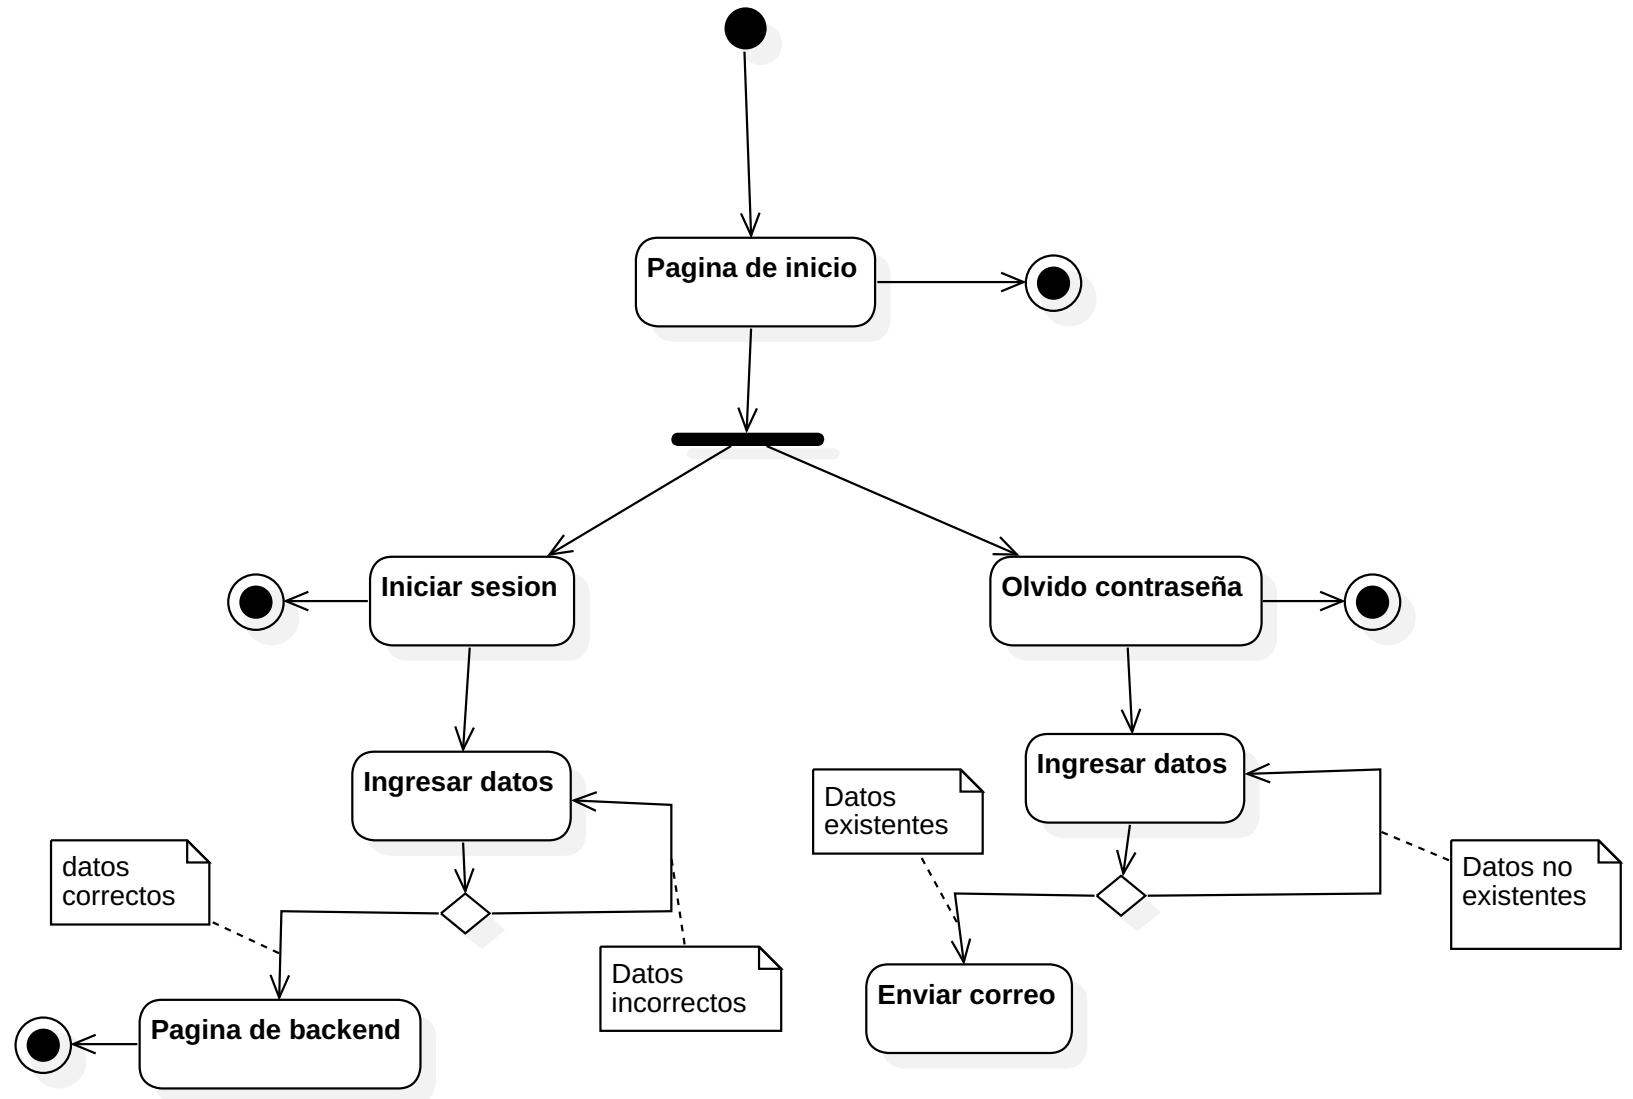 Pagina de inicio
Iniciar sesion
Olvido contraseña
Ingresar datos
Ingresar datos
Datos
existentes
datos
correctos
Datos no
existentes
Datos
incorrectos
Enviar correo
Pagina de backend